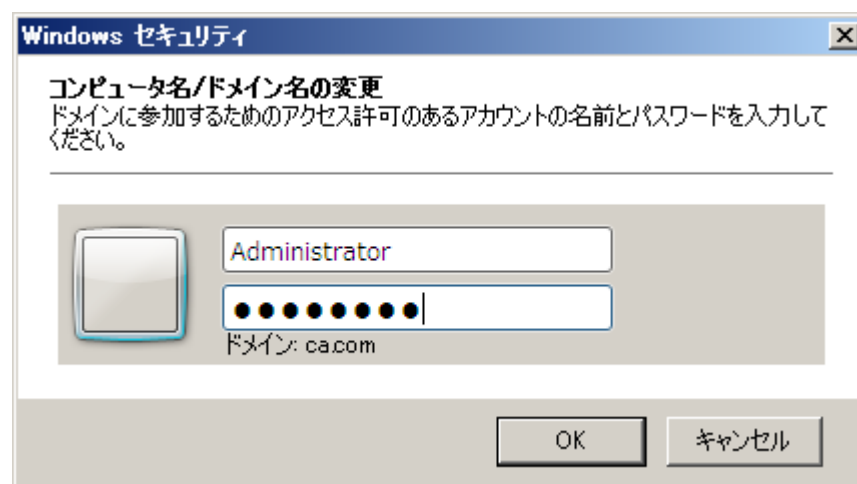 Windows セキュリティ
コンピュータ名/ドメイン名の変更
ドメインに参加するためのアクセス許可のあるアカウントの名前とパスワードを入力して
ください。
Administrator
●●●●●●●●
ドメイン: ca.com
OK
キャンセル